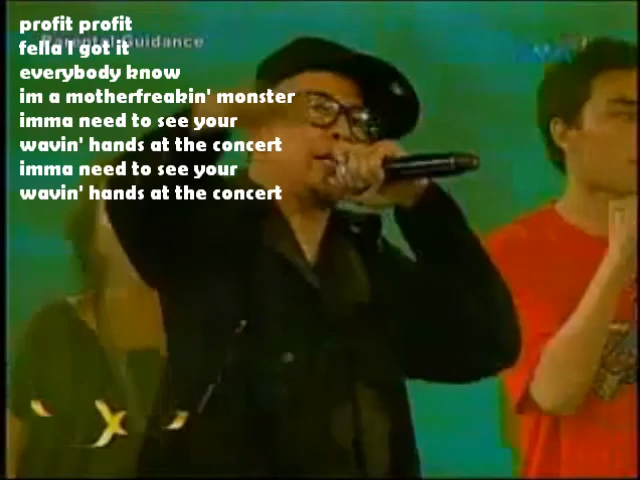 profit profit
fella I got it
Parental Guidance
everybody know
im a motherfreakin' monster
imma need to see your
wavin' hands at the concert
imma need to see your
wavin' hands at the concert
GMA
X